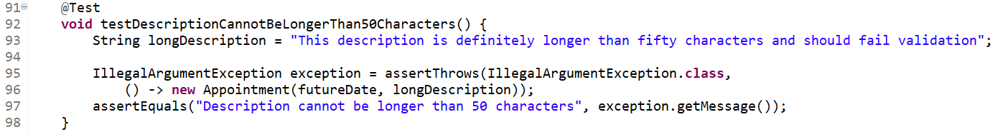 91 @Test
92 void testDescriptionCannotBeLongerThan50Characters() {
93 String longDescription = "This description is definitely longer than fifty characters and should fail validation";
94
95 IllegalArgumentException exception = assertThrows(IllegalArgumentException.class,
96 () -> new Appointment(futureDate, longDescription));
97 assertEquals("Description cannot be longer than 50 characters", exception.getMessage());
98 }